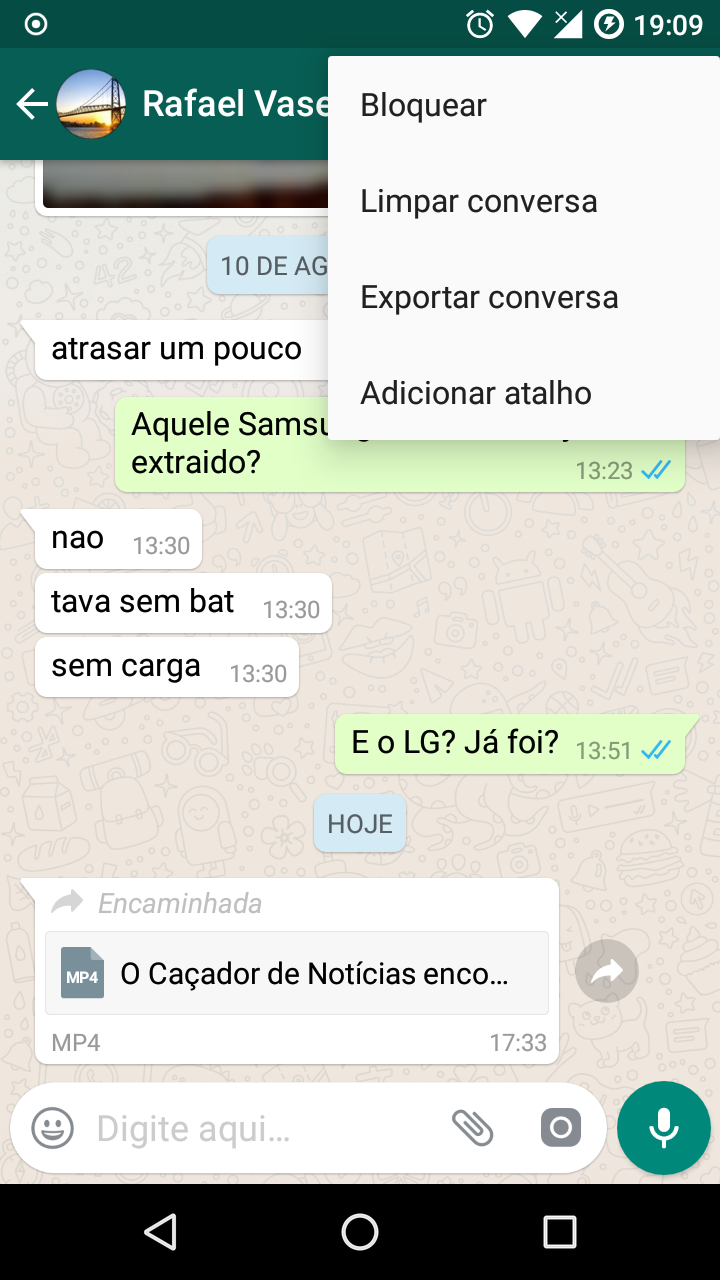 19:09
Rafael Vase
Bloquear
Limpar conversa
Exportar conversa
Adicionar atalho
10 DE AG
atrasar um pouco
Aquele Samsu
extraido? 13:23
nao 13:30
tava sem bat 13:30
sem carga 13:30
E o LG? Já foi? 13:51
HOJE
Encaminhada
MP4 O Caçador de Notícias enco...
MP4 17:33
Digite aqui...